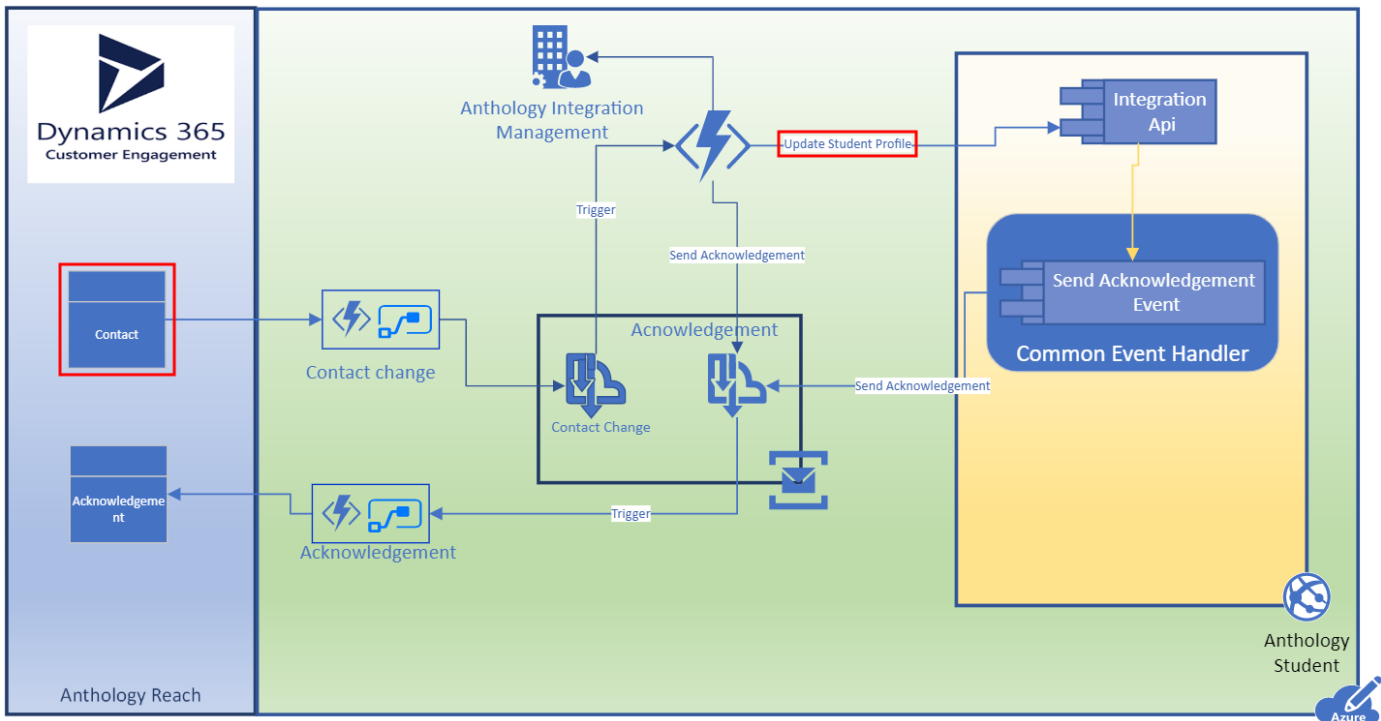 Dynamics 365
Customer Engagement
Anthology Integration
Management
Integration
Api
Update Student Profile
Trigger
Send Acknowledgement
Send Acknowledgement
Event
Common Event Handler
Contact
Contact change
Acnowledgement
Send Acknowledgement
Contact Change
Acknowledgeme
nt
Trigger
Acknowledgement
Anthology
Student
Anthology Reach
Azure